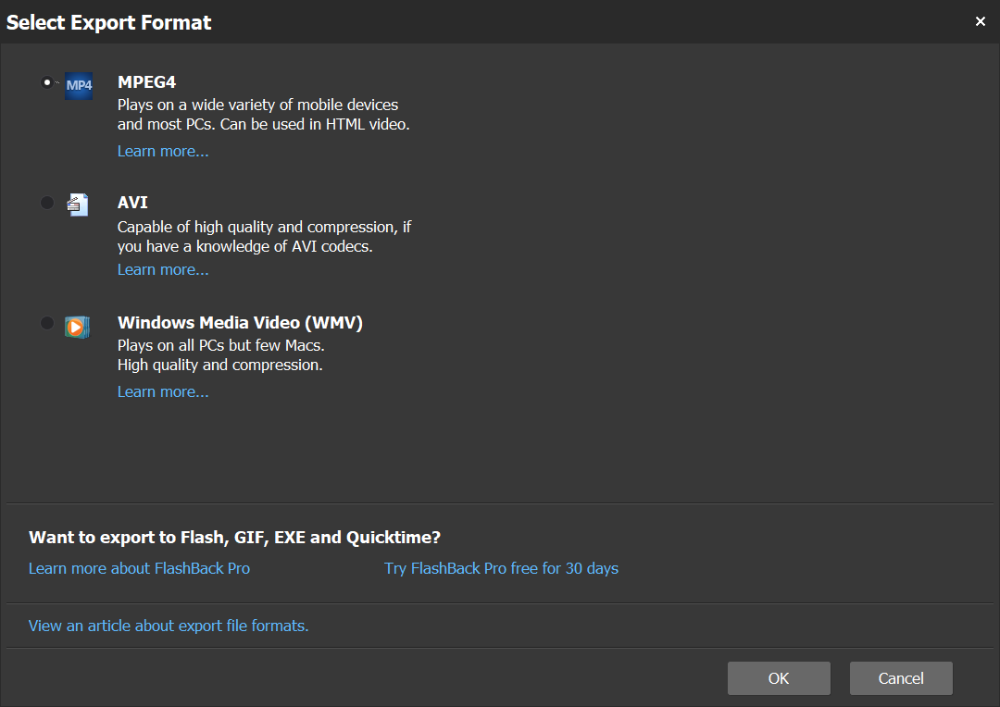 Select Export Format
MP4
MPEG4
Plays on a wide variety of mobile devices
and most PCs. Can be used in HTML video.
Learn more...
AVI
Capable of high quality and compression, if
you have a knowledge of AVI codecs.
Learn more...
Windows Media Video (WMV)
Plays on all PCs but few Macs.
High quality and compression.
Learn more...
Want to export to Flash, GIF, EXE and Quicktime?
Learn more about FlashBack Pro Try FlashBack Pro free for 30 days
View an article about export file formats.
OK Cancel